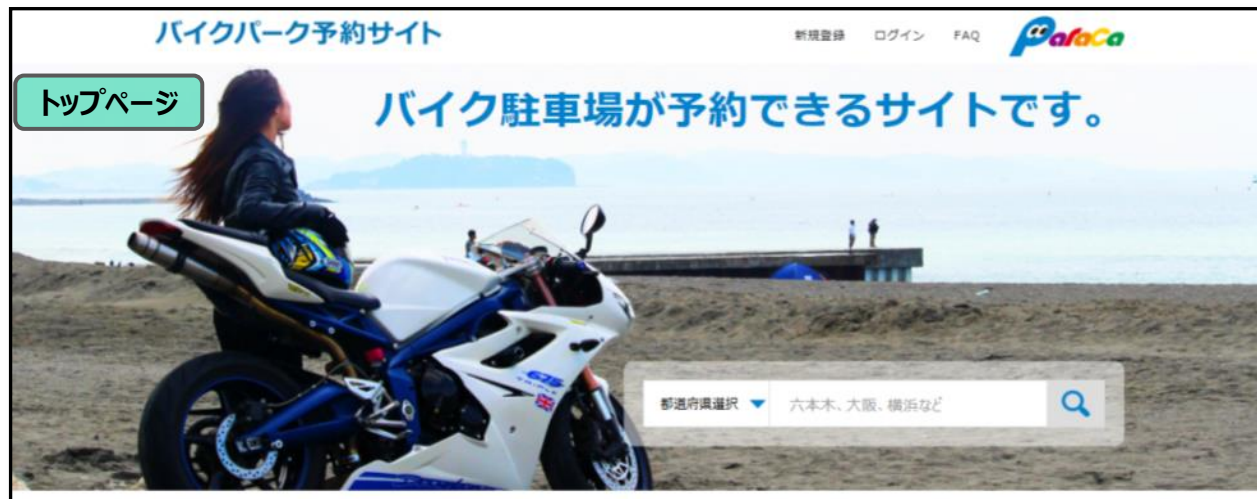 バイクパーク予約サイト
新規登録 ログイン FAQ ParaCa
トップページ
バイク駐車場が予約できるサイトです。
675
都道府県選択 六本木、大阪、横浜など